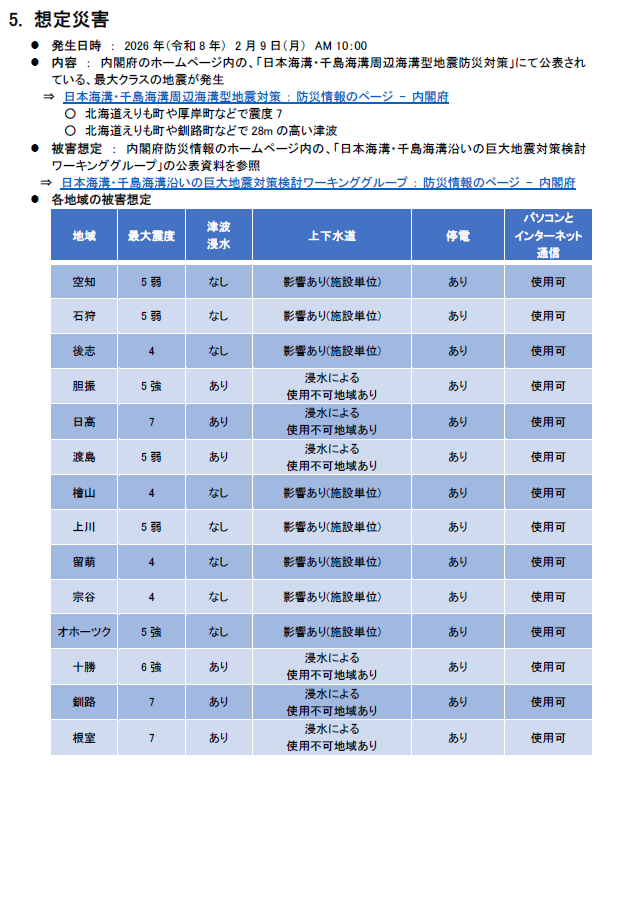 5. 想定災害
● 発生日時 ： 2026 年（令和 8 年） 2 月 9 日（月） AM 10:00
● 内容 ： 内閣府のホームページ内の、「日本海溝・千島海溝周辺海溝型地震防災対策」にて公表され
ている、最大クラスの地震が発生
⇒ 日本海溝・千島海溝周辺海溝型地震対策 : 防災情報のページ － 内閣府
○ 北海道えりも町や厚岸町などで震度 7
○ 北海道えりも町や釧路町などで 28m の高い津波
● 被害想定 ： 内閣府防災情報のホームページ内の、「日本海溝・千島海溝沿いの巨大地震対策検討
ワーキンググループ」の公表資料を参照
⇒ 日本海溝・千島海溝沿いの巨大地震対策検討ワーキンググループ : 防災情報のページ － 内閣府
● 各地域の被害想定
地域 最大震度 津波浸水 上下水道 停電 パソコンとインターネット通信
空知 5 弱 なし 影響あり(施設単位) あり 使用可
石狩 5 弱 なし 影響あり(施設単位) あり 使用可
後志 4 なし 影響あり(施設単位) あり 使用可
胆振 5 強 あり 浸水による使用不可地域あり あり 使用可
日高 7 あり 浸水による使用不可地域あり あり 使用可
渡島 5 弱 あり 浸水による使用不可地域あり あり 使用可
檜山 4 なし 影響あり(施設単位) あり 使用可
上川 5 弱 なし 影響あり(施設単位) あり 使用可
留萌 4 なし 影響あり(施設単位) あり 使用可
宗谷 4 なし 影響あり(施設単位) あり 使用可
オホーツク 5 強 なし 影響あり(施設単位) あり 使用可
十勝 6 強 あり 浸水による使用不可地域あり あり 使用可
釧路 7 あり 浸水による使用不可地域あり あり 使用可
根室 7 あり 浸水による使用不可地域あり あり 使用可